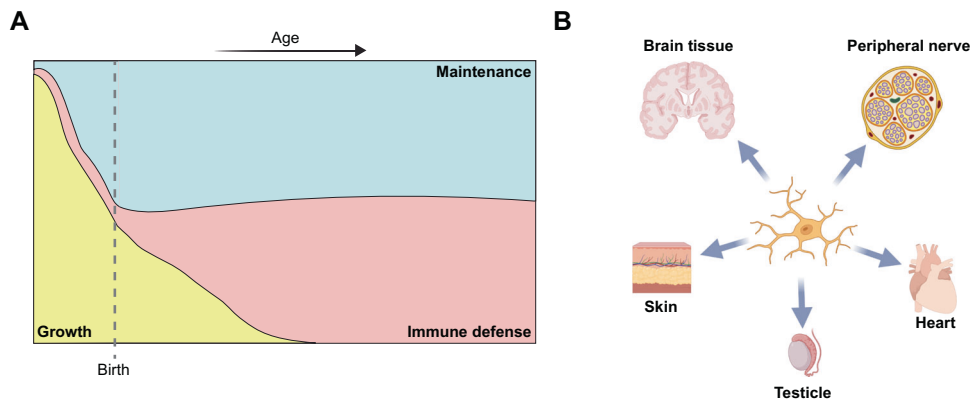 A
Age
Maintenance
Growth
Immune defense
Birth
B
Brain tissue
Peripheral nerve
Skin
Heart
Testicle